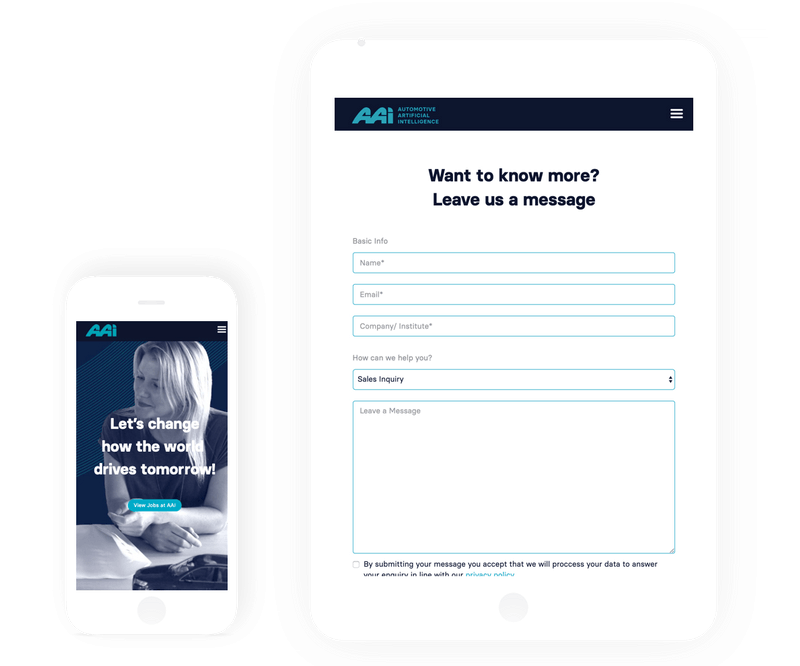 AAi
AUTOMOTIVE
ARTIFICIAL
INTELLIGENCE
Want to know more?
Leave us a message
Basic Info
Name*
Email*
Company/ Institute*
How can we help you?
Sales Inquiry
Leave a Message
By submitting your message you accept that we will proccess your data to answer
your enquiry in line with our privacy policy
AAi
Let's change
how the world
drives tomorrow!
View Jobs at AAI